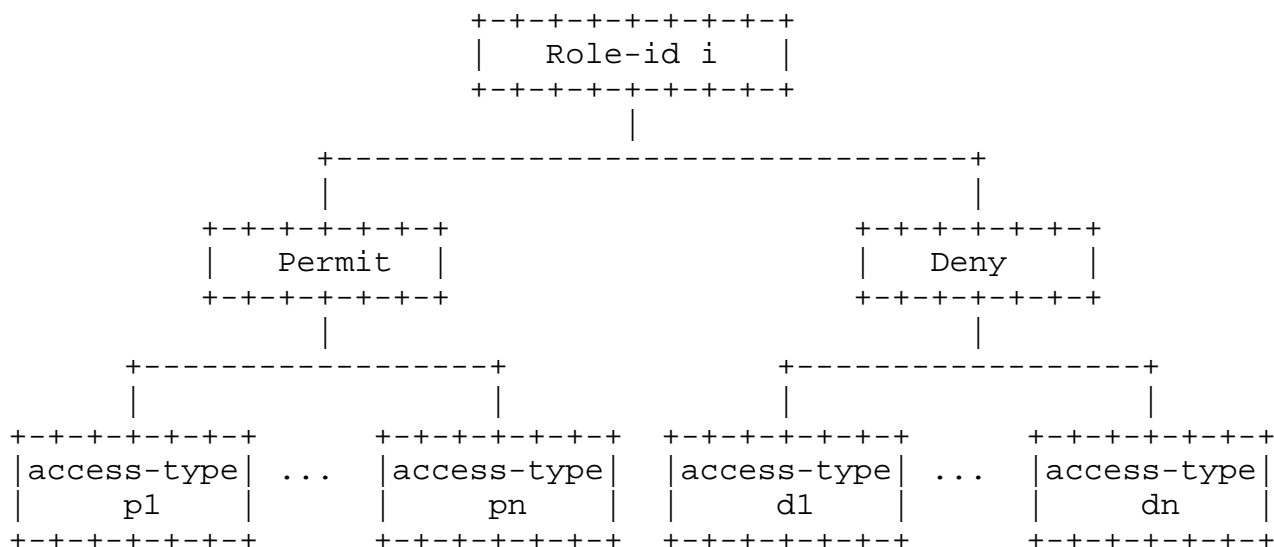 Role-id i
Permit Deny
access-type ... access-type access-type ... access-type
p1 pn d1 dn